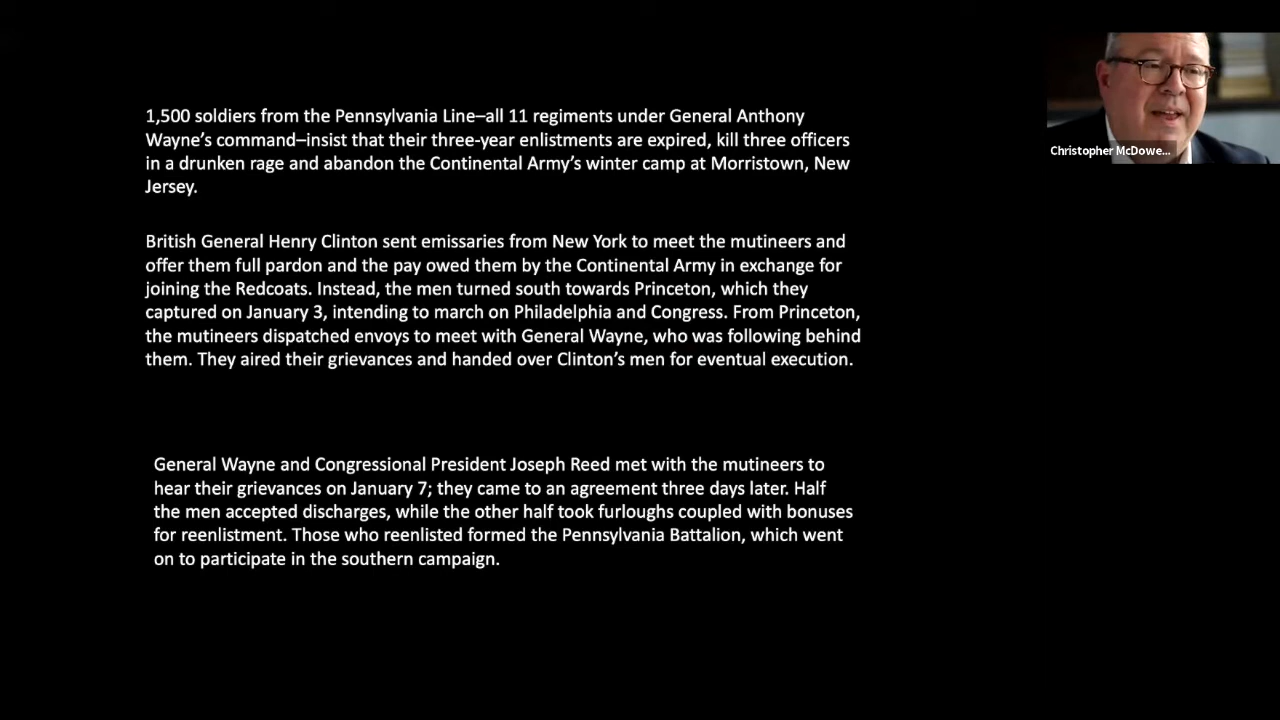 1,500 soldiers from the Pennsylvania Line–all 11 regiments under General Anthony
Wayne’s command–insist that their three-year enlistments are expired, kill three officers
in a drunken rage and abandon the Continental Army’s winter camp at Morristown, New
Jersey.
British General Henry Clinton sent emissaries from New York to meet the mutineers and
offer them full pardon and the pay owed them by the Continental Army in exchange for
joining the Redcoats. Instead, the men turned south towards Princeton, which they
captured on January 3, intending to march on Philadelphia and Congress. From Princeton,
the mutineers dispatched envoys to meet with General Wayne, who was following behind
them. They aired their grievances and handed over Clinton’s men for eventual execution.
General Wayne and Congressional President Joseph Reed met with the mutineers to
hear their grievances on January 7; they came to an agreement three days later. Half
the men accepted discharges, while the other half took furloughs coupled with bonuses
for reenlistment. Those who reenlisted formed the Pennsylvania Battalion, which went
on to participate in the southern campaign.
Christopher McDowe...